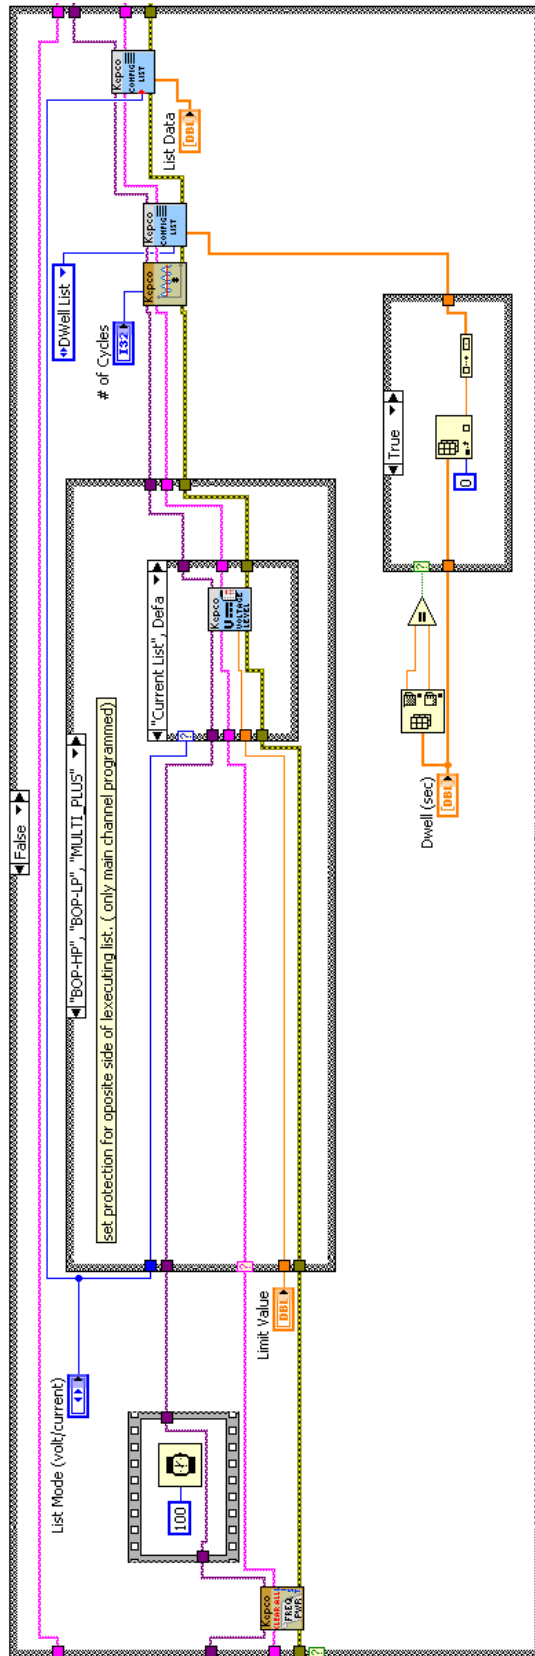 False
List Mode (volt/current)
"BOP-HP", "BOP-LP", "MULTI_PLUS"
set protection for oposite side of lexecuting list. ( only main channel programmed)
100
Kepco
CLEAR ALL
FREQ
PWR
Limit Value
DBL
"Current List", Defa
Kepco
VOLTAGE
LEVEL
# of Cycles
I32
DWell List
Kepco
Kepco
CONFIG
LIST
Kepco
CONFIG
LIST
List Data
[DBL]
Dwell (sec)
[DBL]
=
True
0